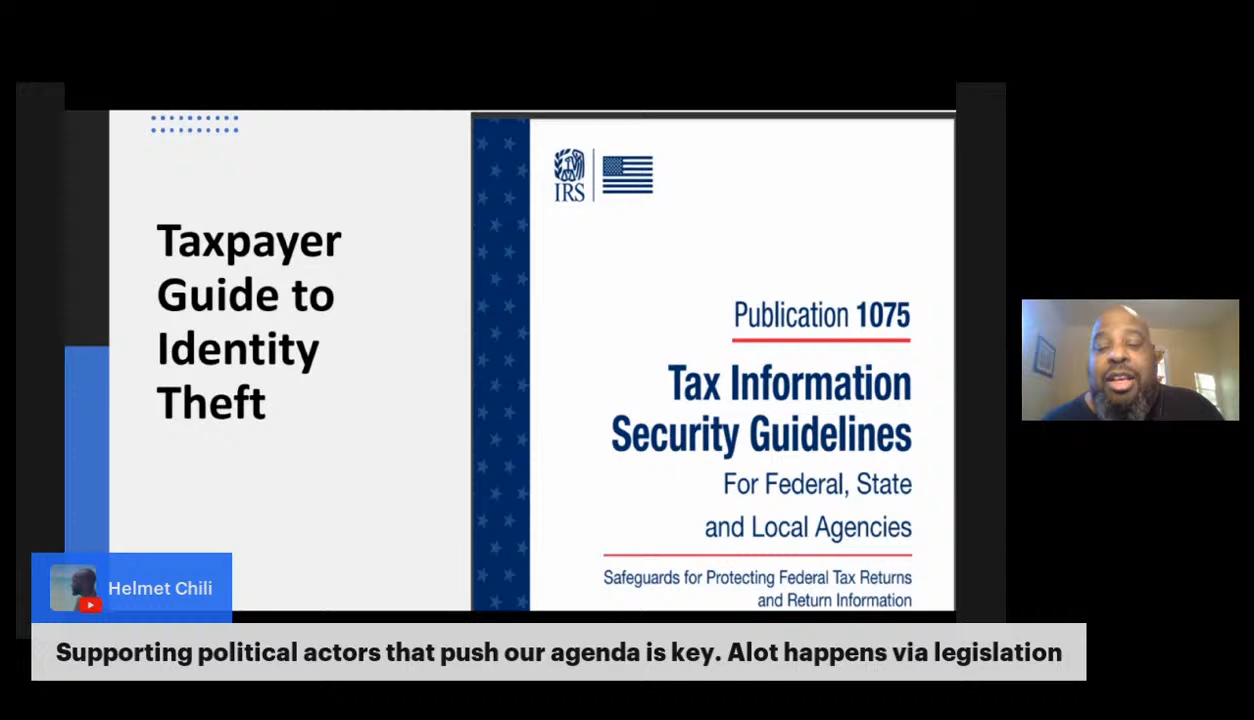 Taxpayer
Guide to
Identity
Theft
IRS
Publication 1075
Tax Information
Security Guidelines
For Federal, State
and Local Agencies
Safeguards for Protecting Federal Tax Returns
and Return Information
Helmet Chili
Supporting political actors that push our agenda is key. Alot happens via legislation